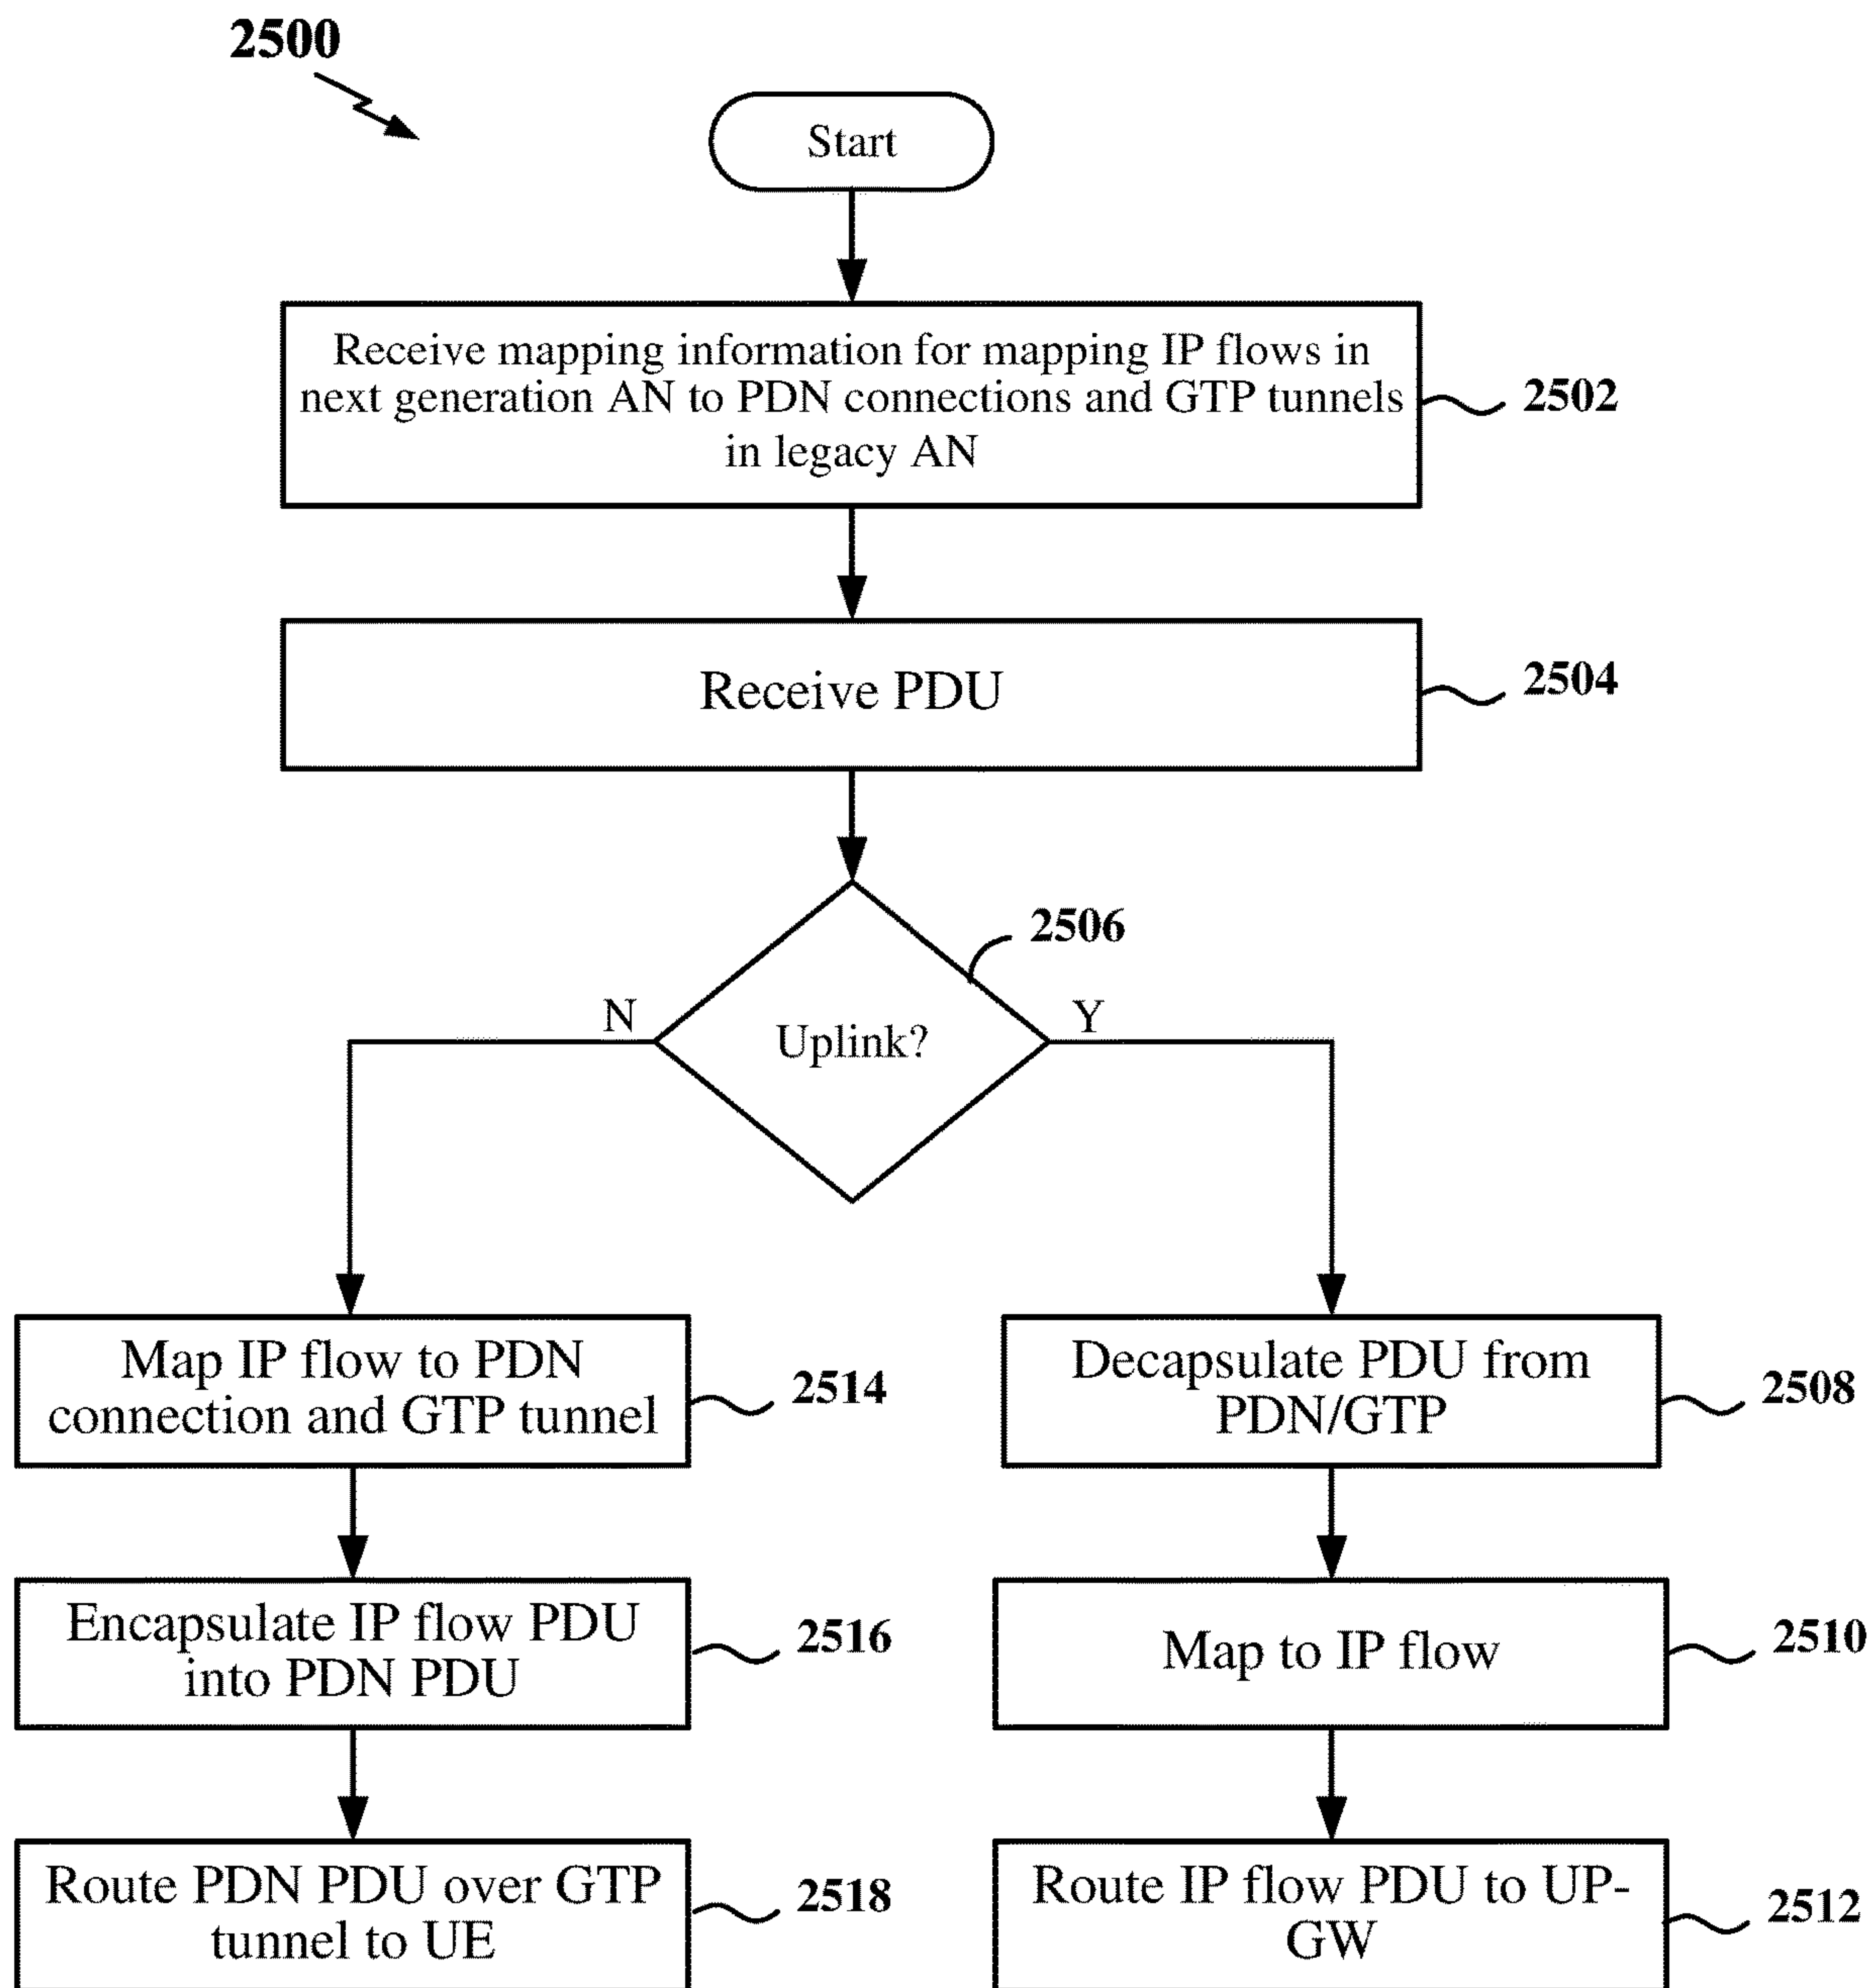 2500
Start
Receive mapping information for mapping IP flows in
next generation AN to PDN connections and GTP tunnels
in legacy AN
2502
Receive PDU
2504
2506
N
Uplink?
Y
Map IP flow to PDN
connection and GTP tunnel
2514
Decapsulate PDU from
PDN/GTP
2508
Encapsulate IP flow PDU
into PDN PDU
2516
Map to IP flow
2510
Route PDN PDU over GTP
tunnel to UE
2518
Route IP flow PDU to UP-
GW
2512